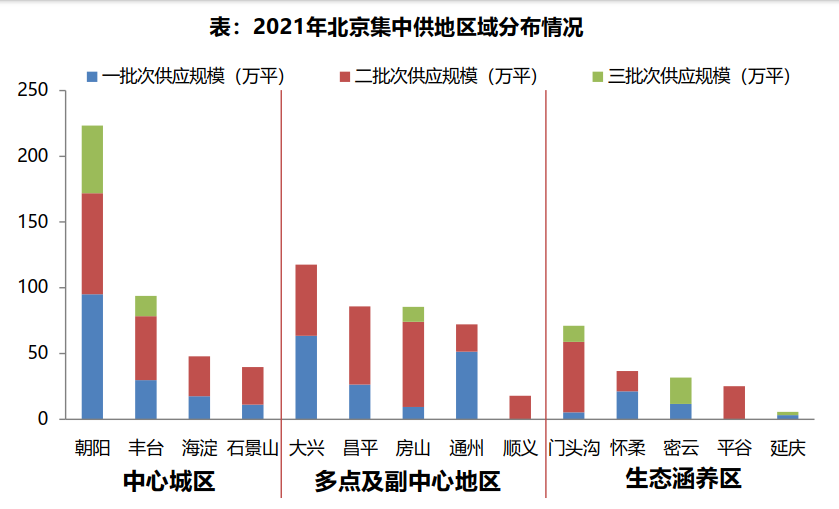 表：2021年北京集中供地区域分布情况
一批次供应规模（万平） 二批次供应规模（万平） 三批次供应规模（万平）
250
200
150
100
50
0
朝阳 丰台 海淀 石景山 大兴 昌平 房山 通州 顺义 门头沟 怀柔 密云 平谷 延庆
中心城区 多点及副中心地区 生态涵养区